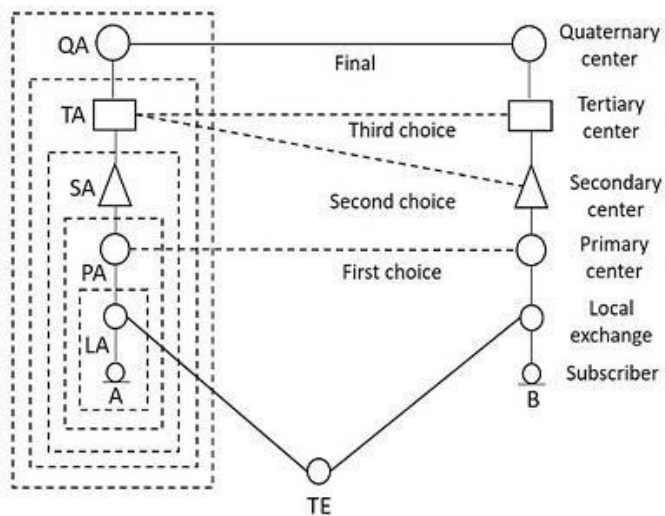 QA
Final
Quaternary
center
TA
Third choice
Tertiary
center
SA
Second choice
Secondary
center
PA
First choice
Primary
center
LA
Local
exchange
A
B
Subscriber
TE